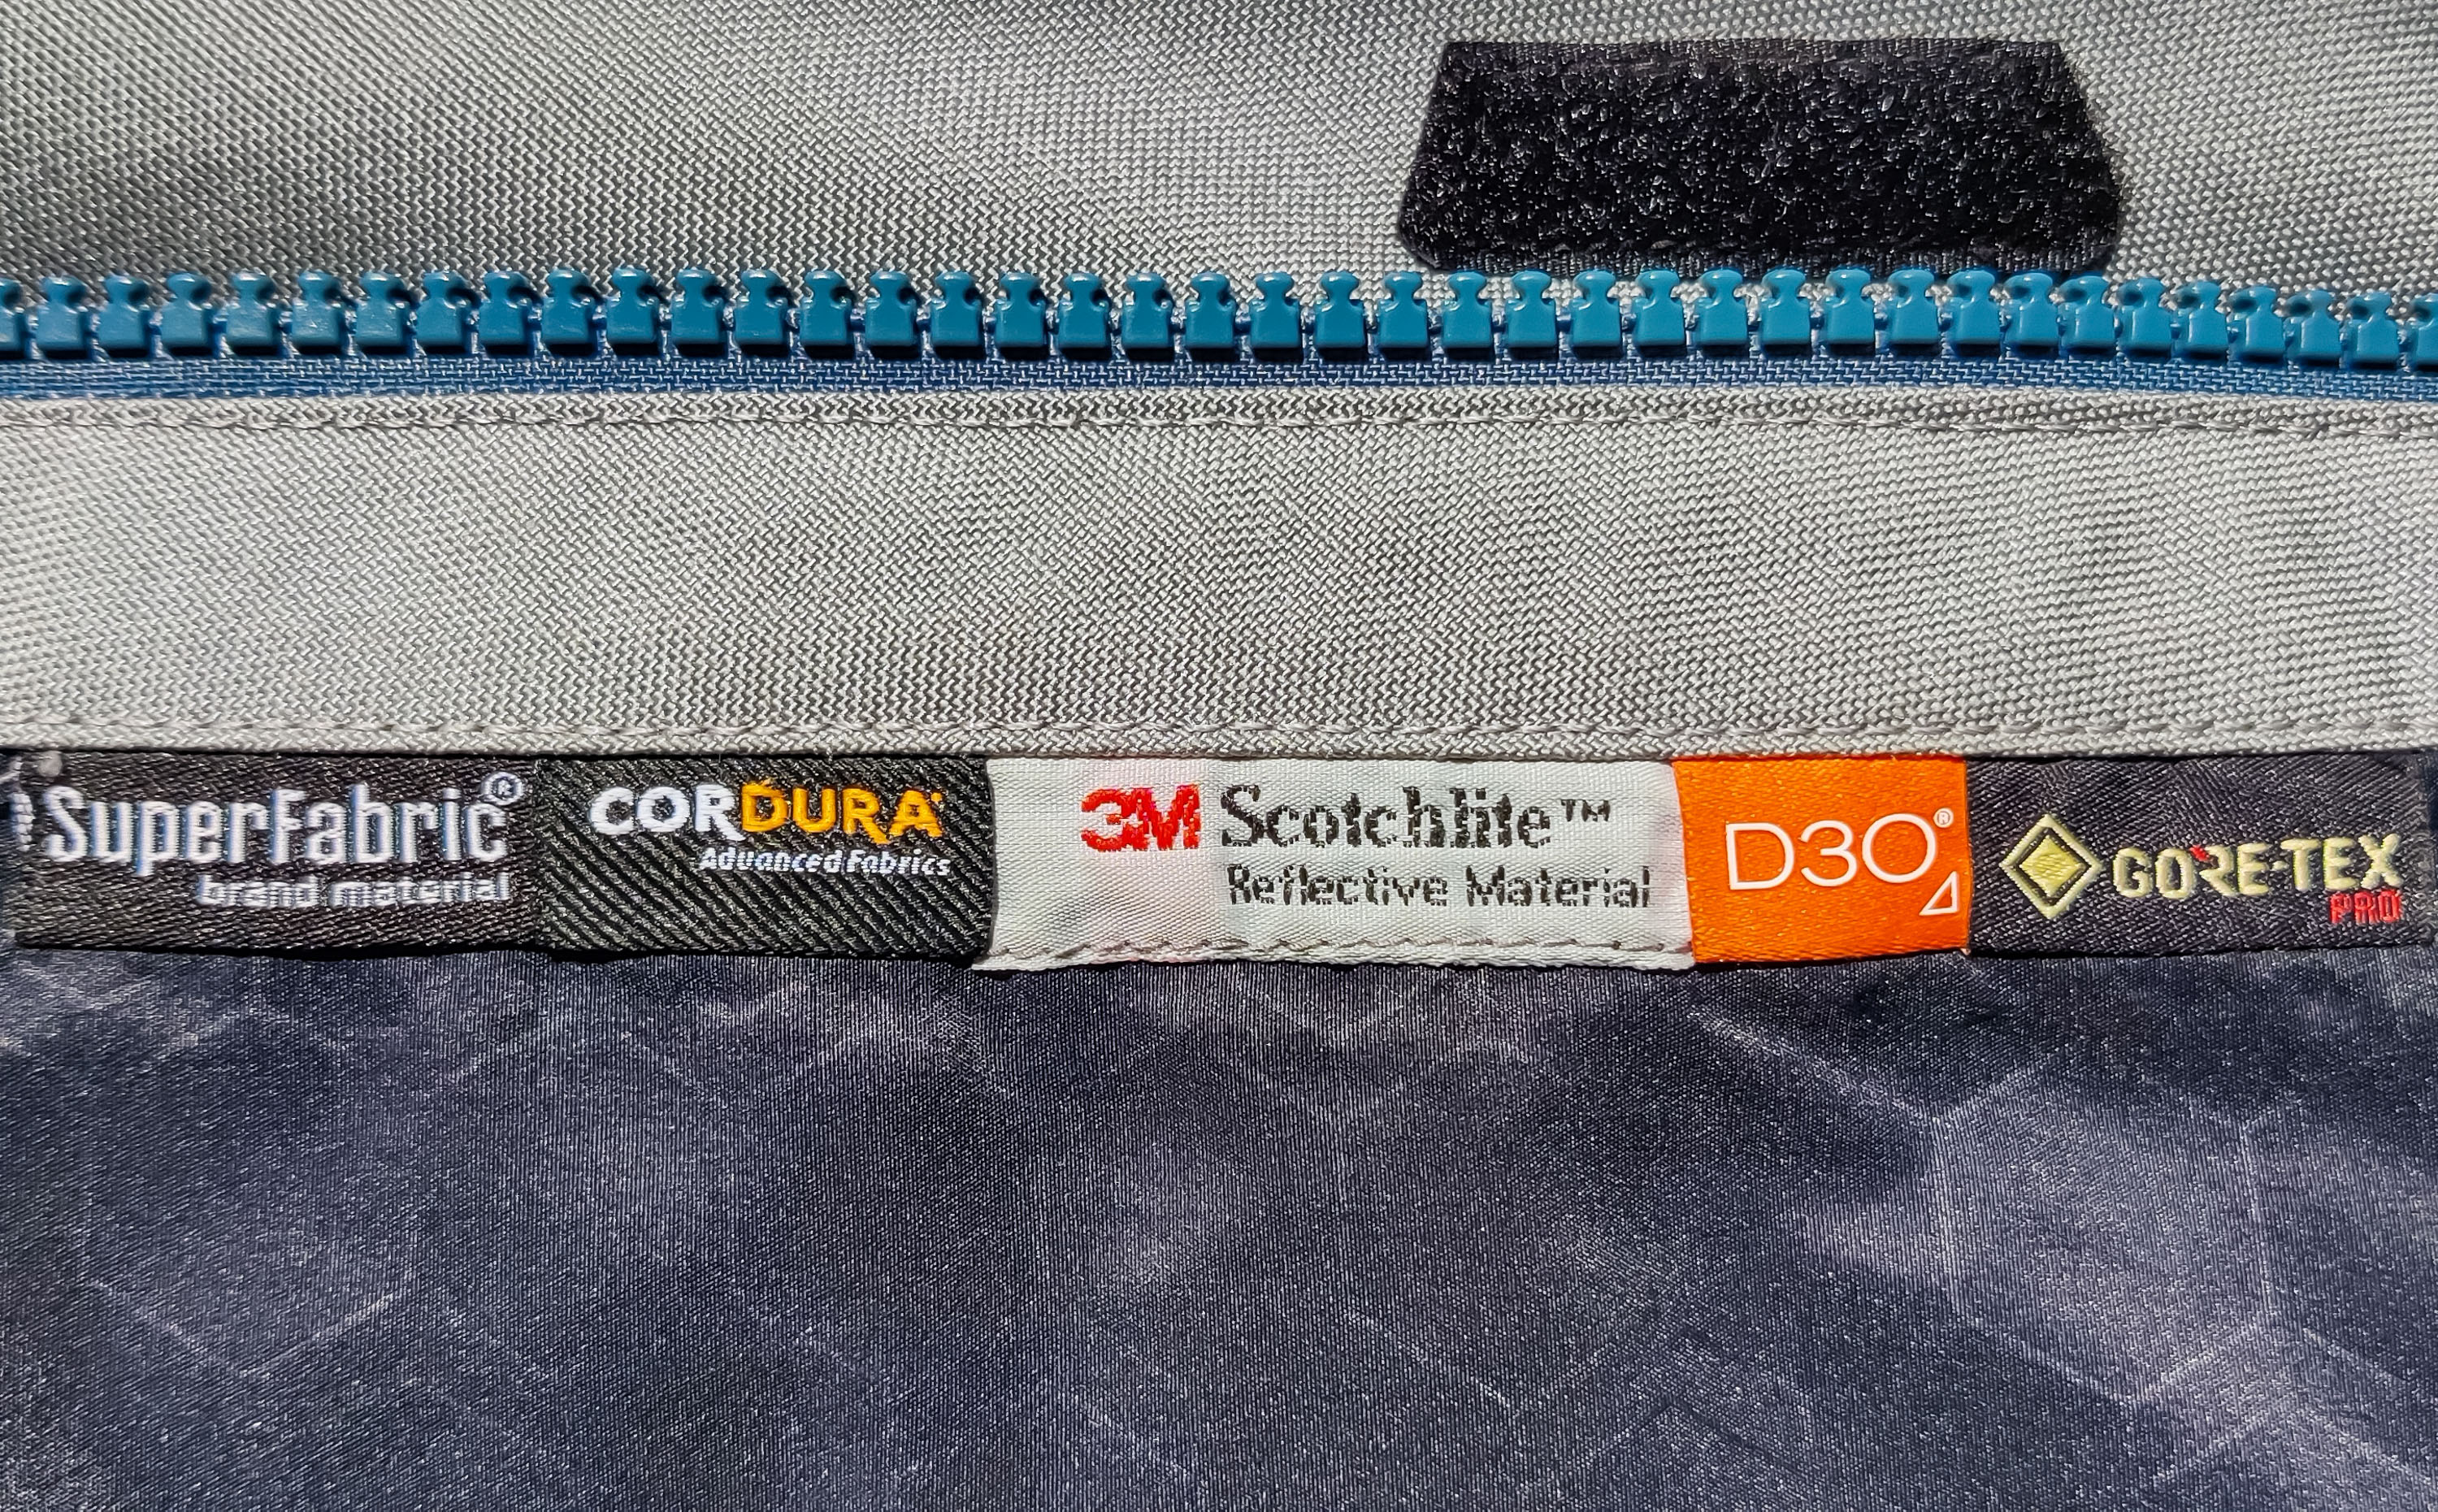 SuperFabric®
brand material
CORDURA®
Advanced Fabrics
3M Scotchlite™
Reflective Material
D3O®
GORE-TEX
PRO